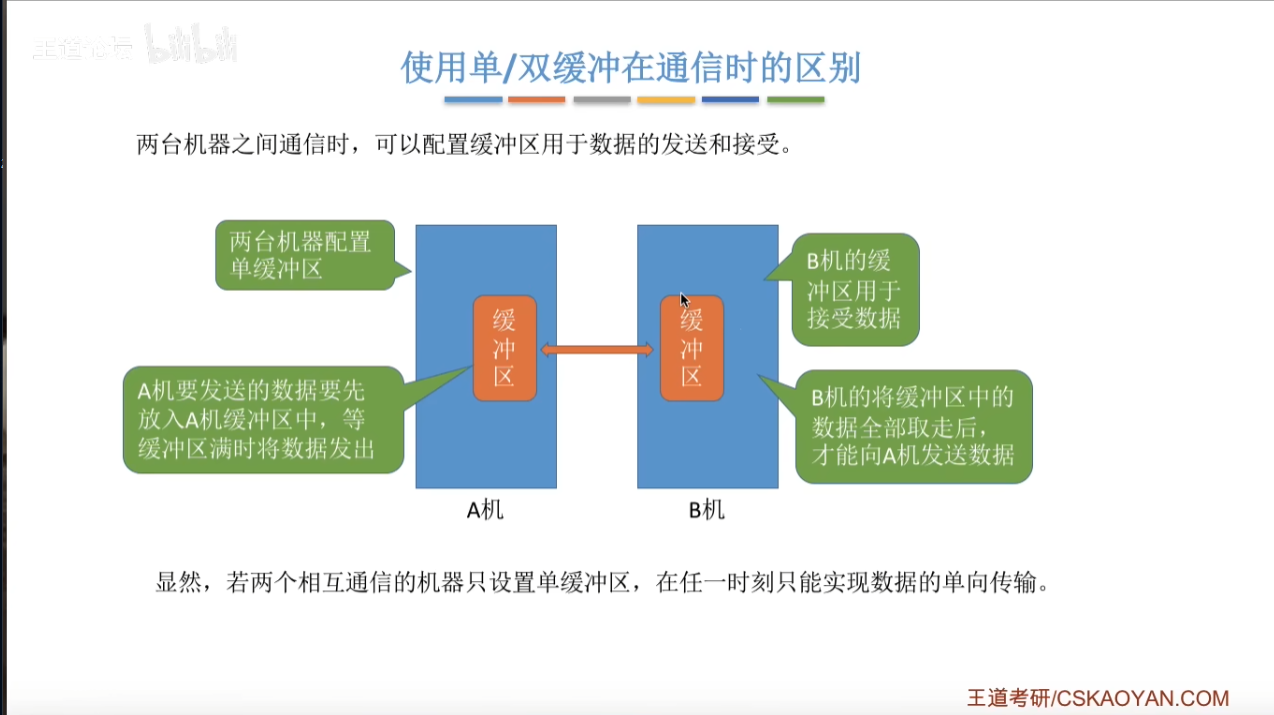 王道论坛 bilibili
使用单/双缓冲在通信时的区别
两台机器之间通信时，可以配置缓冲区用于数据的发送和接受。
两台机器配置
单缓冲区
B机的缓
冲区用于
接受数据
缓
冲
区
缓
冲
区
A机要发送的数据要先
放入A机缓冲区中，等
缓冲区满时将数据发出
B机的将缓冲区中的
数据全部取走后，
才能向A机发送数据
A机
B机
显然，若两个相互通信的机器只设置单缓冲区，在任一时刻只能实现数据的单向传输。
王道考研/CSKAOYAN.COM